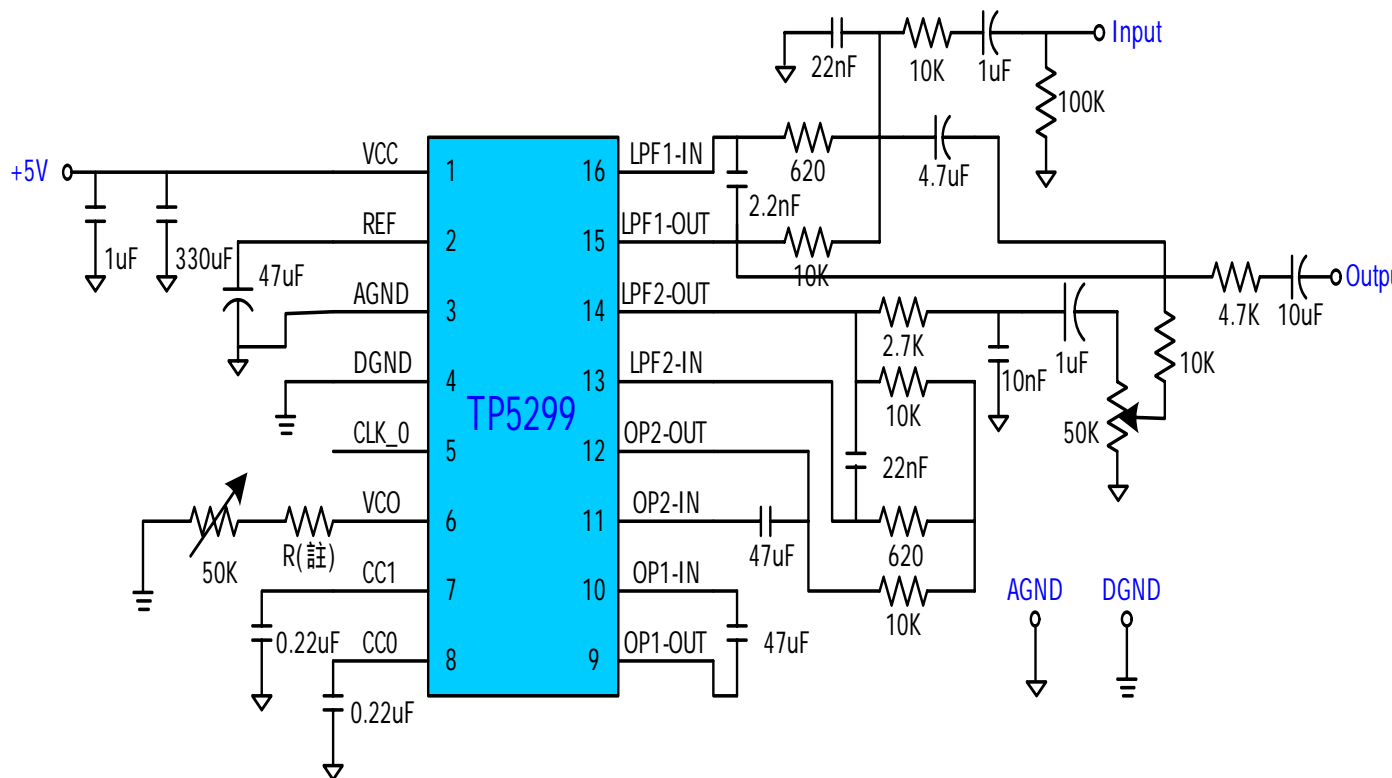 Input
22nF
10K
1uF
100K
+5V
VCC
1
16
LPF1-IN
620
4.7uF
2.2nF
1uF
330uF
REF
2
15
LPF1-OUT
10K
47uF
Outpu
4.7K
10uF
AGND
3
14
LPF2-OUT
2.7K
1uF
10nF
10K
DGND
4
13
LPF2-IN
10K
50K
TP5299
CLK_0
5
12
OP2-OUT
22nF
VCO
6
11
OP2-IN
50K
R(註)
47uF
620
CC1
7
10
OP1-IN
10K
AGND
DGND
0.22uF
CC0
8
9
OP1-OUT
47uF
0.22uF